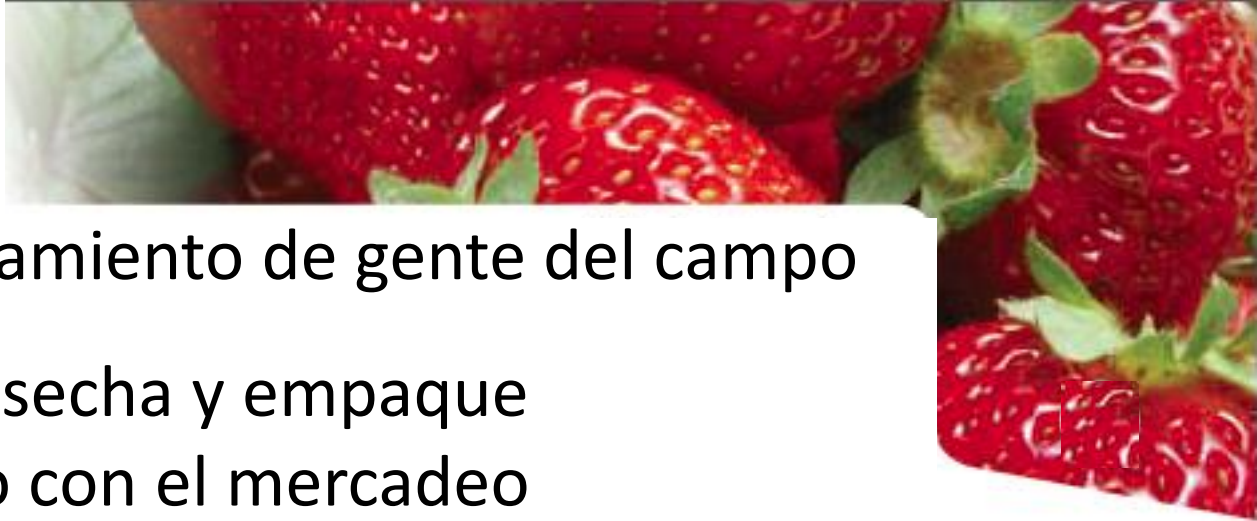 amiento de gente del campo
secha y empaque
o con el mercadeo